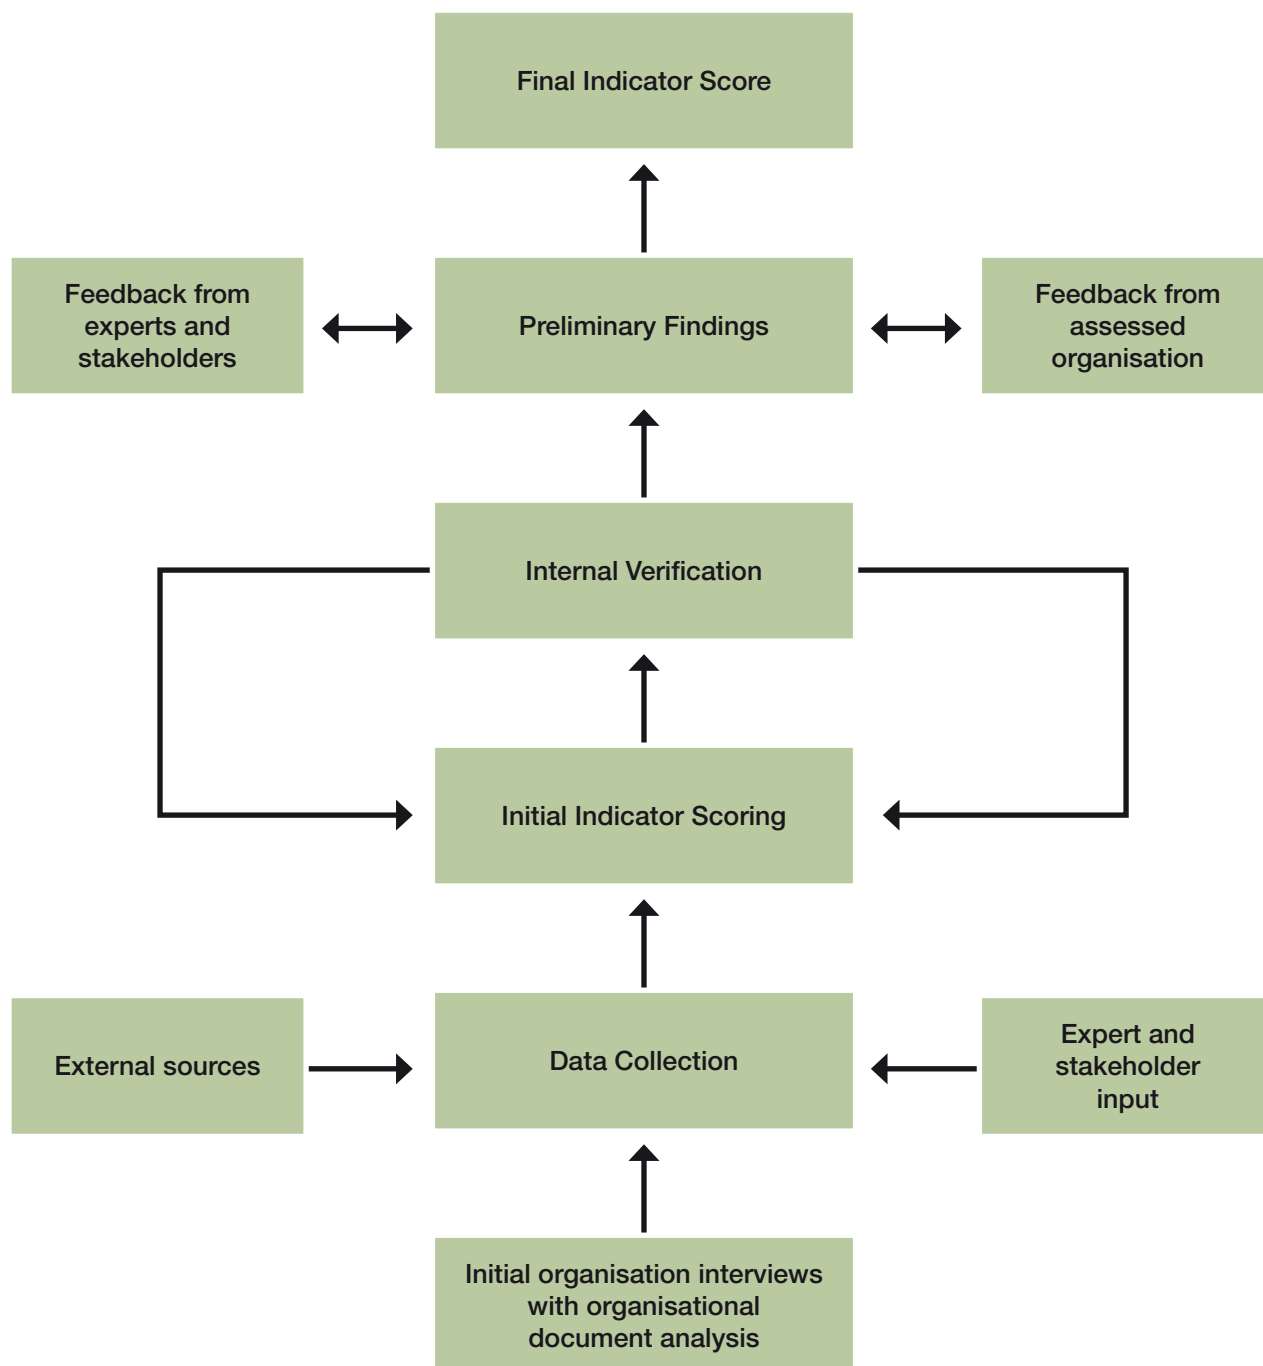 Final Indicator Score
Feedback from
experts and
stakeholders
Preliminary Findings
Feedback from
assessed
organisation
Internal Verification
Initial Indicator Scoring
External sources
Data Collection
Expert and
stakeholder
input
Initial organisation interviews
with organisational
document analysis